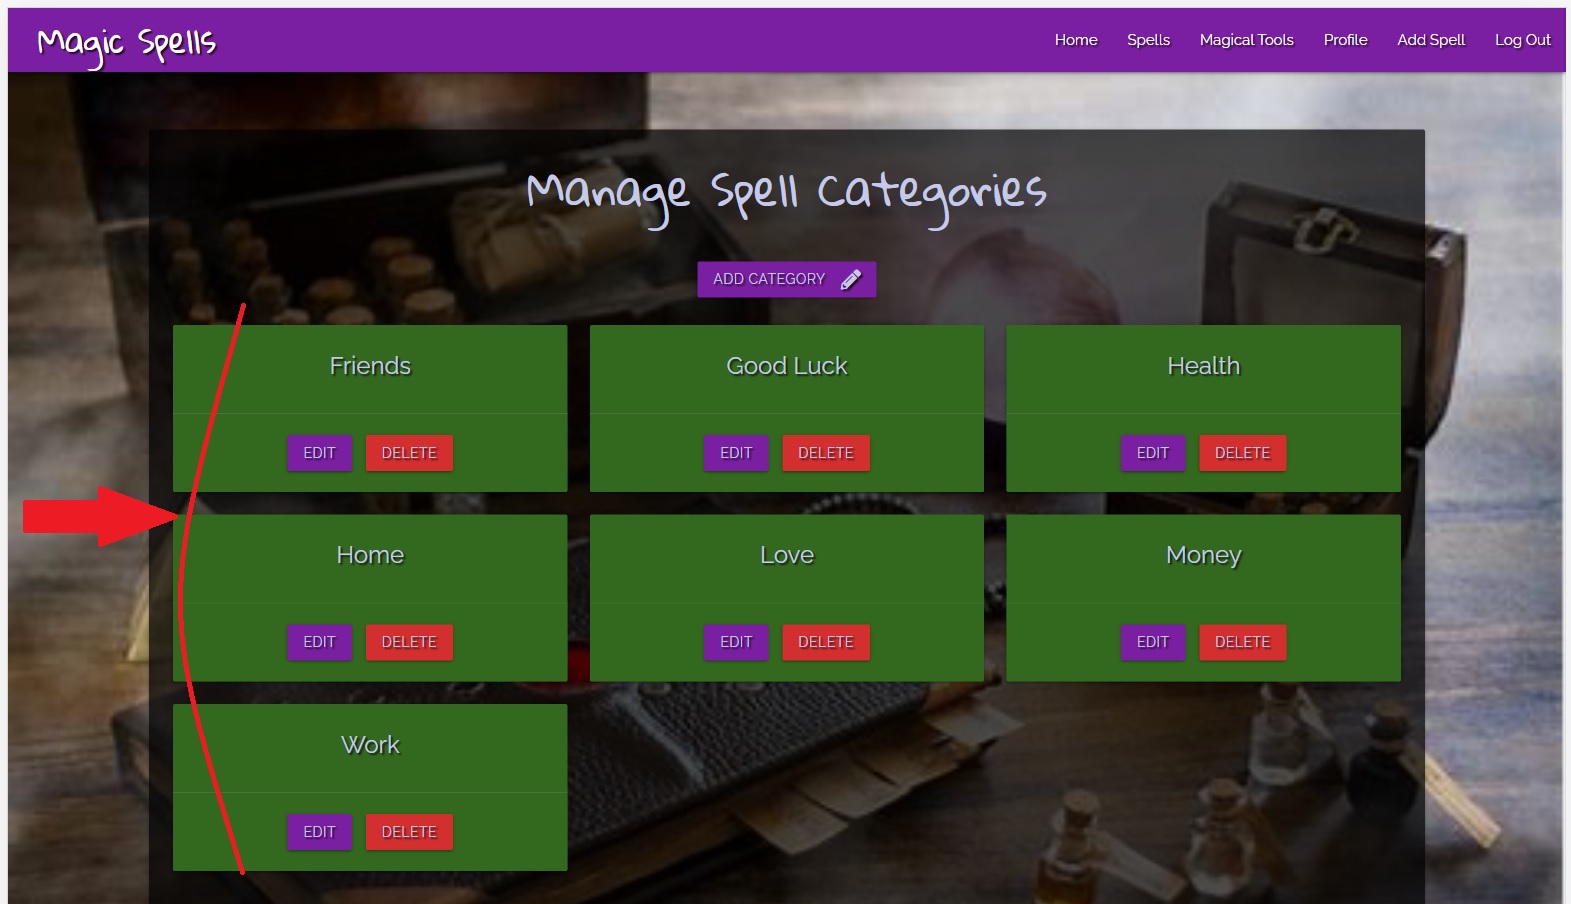 Magic Spells
Home Spells Magical Tools Profile Add Spell Log Out
Manage Spell Categories
ADD CATEGORY
Friends Good Luck Health
EDIT DELETE EDIT DELETE EDIT DELETE
Home Love Money
EDIT DELETE EDIT DELETE EDIT DELETE
Work
EDIT DELETE